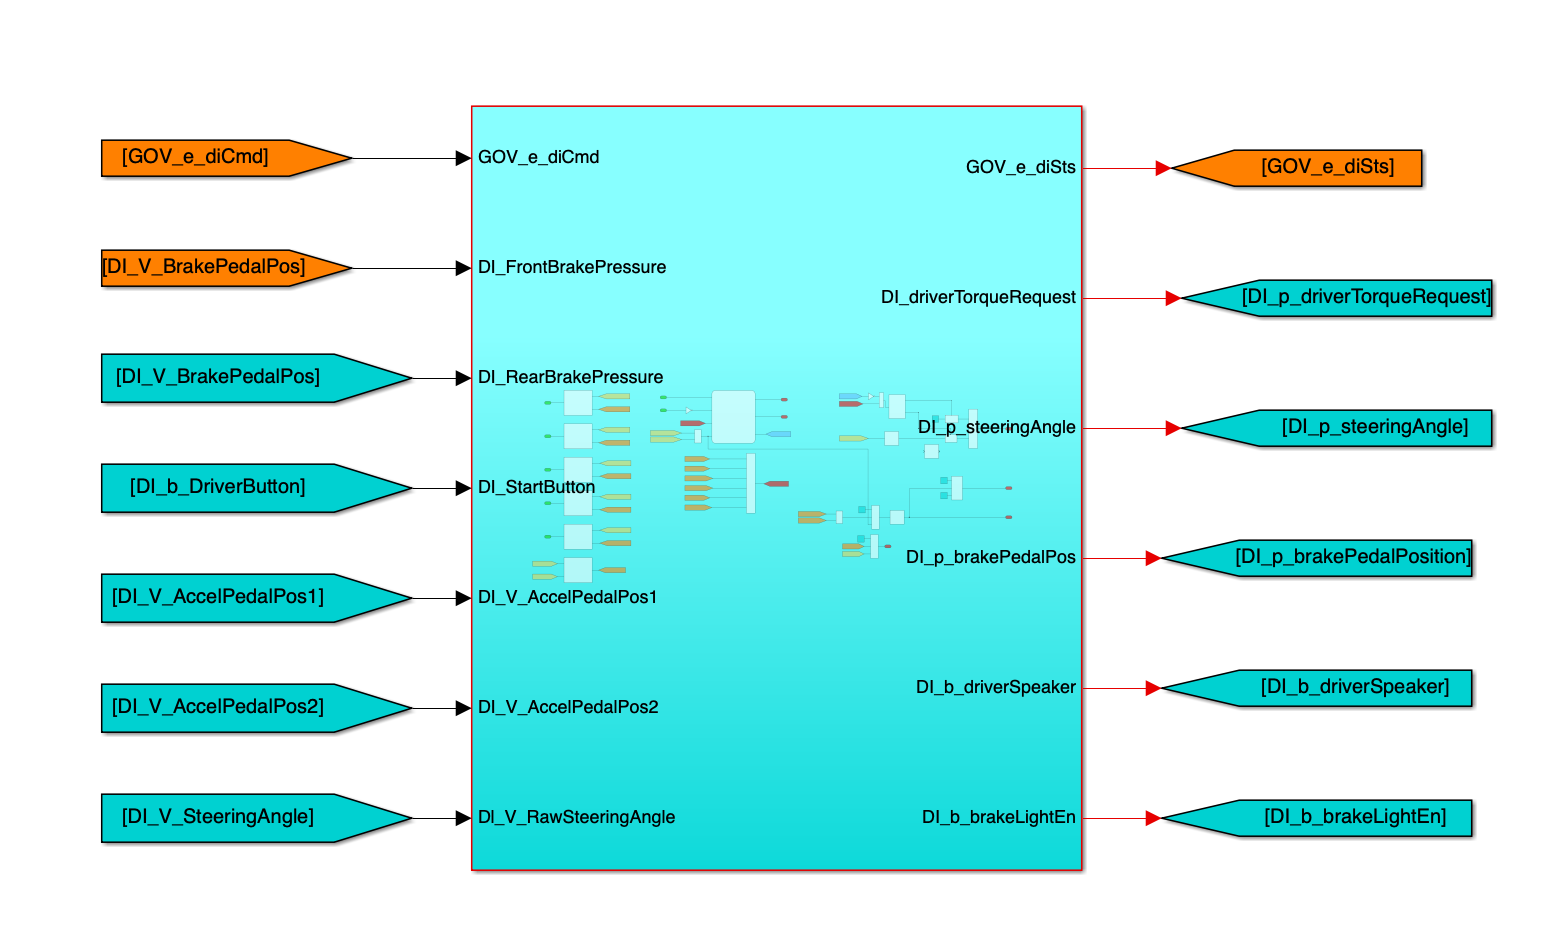 [GOV_e_diCmd]
GOV_e_diCmd
GOV_e_diSts
[GOV_e_diSts]
[DI_V_BrakePedalPos]
DI_FrontBrakePressure
DI_driverTorqueRequest
[DI_p_driverTorqueRequest]
[DI_V_BrakePedalPos]
DI_RearBrakePressure
DI_p_steeringAngle
[DI_p_steeringAngle]
[DI_b_DriverButton]
DI_StartButton
DI_p_brakePedalPos
[DI_p_brakePedalPosition]
[DI_V_AccelPedalPos1]
DI_V_AccelPedalPos1
DI_b_driverSpeaker
[DI_b_driverSpeaker]
[DI_V_AccelPedalPos2]
DI_V_AccelPedalPos2
[DI_V_SteeringAngle]
DI_V_RawSteeringAngle
DI_b_brakeLightEn
[DI_b_brakeLightEn]